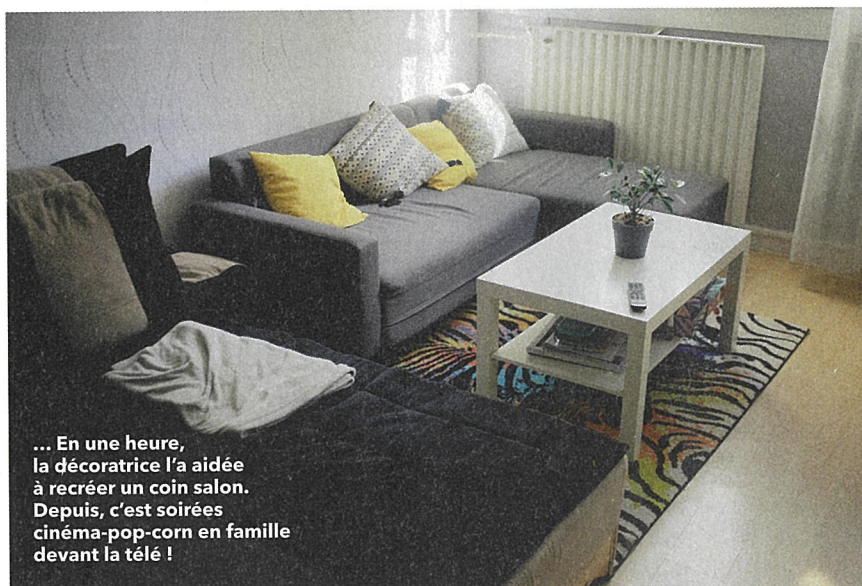 ... En une heure,
la décoratrice l'a aidée
à recréer un coin salon.
Depuis, c'est soirées
cinéma-pop-corn en famille
devant la télé !